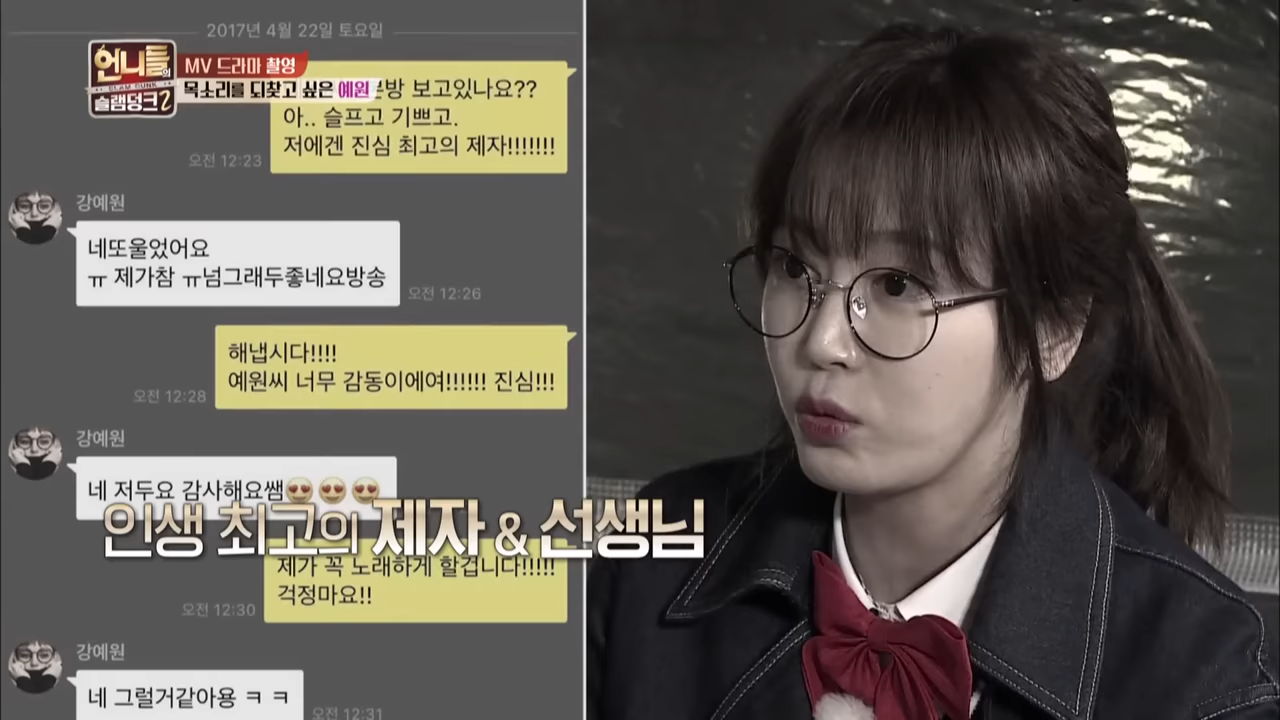 2017년 4월 22일 토요일
언니들의
SLAM DUNK
슬램덩크2
MV 드라마 촬영
목소리를 되찾고 싶은 예원
방 보고있나요??
아.. 슬프고 기쁘고.
저에겐 진심 최고의 제자!!!!!!!
오전 12:23
강예원
네또울었어요
ㅠ 제가참 ㅠ넘그래두좋네요방송
오전 12:26
해냅시다!!!!
예원씨 너무 감동이에여!!!!!! 진심!!!
오전 12:28
강예원
네 저두요 감사해요쌤😍😍😍
인생 최고의 제자 & 선생님
제가 꼭 노래하게 할겁니다!!!!!
걱정마요!!
오전 12:30
강예원
네 그럴거같아용 ㅋ ㅋ
오전 12:31